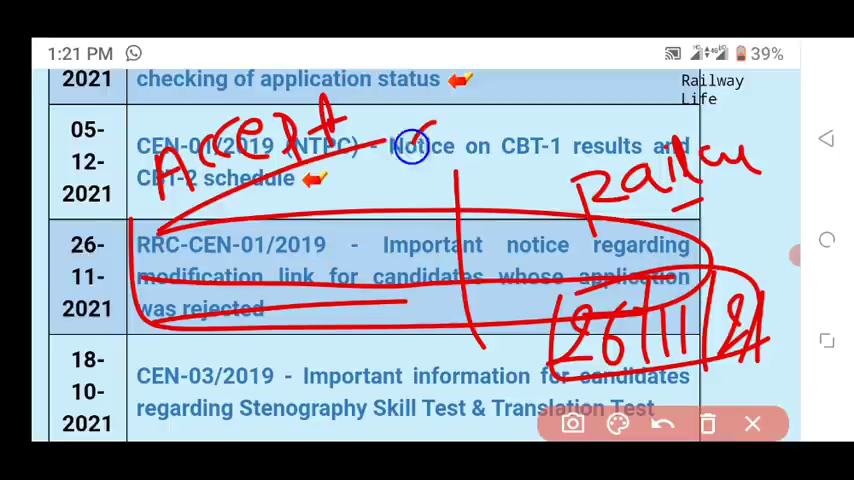 1:21 PM
39%
2021 checking of application status
Railway
Life
05-
12-
2021
CEN-01/2019 (NTPC) - Notice on CBT-1 results and
CBT-2 schedule
Accept
Railw
26-
11-
2021
RRC-CEN-01/2019 - Important notice regarding
modification link for candidates whose application
was rejected
26/11/21
18-
10-
2021
CEN-03/2019 - Important information for candidates
regarding Stenography Skill Test & Translation Test